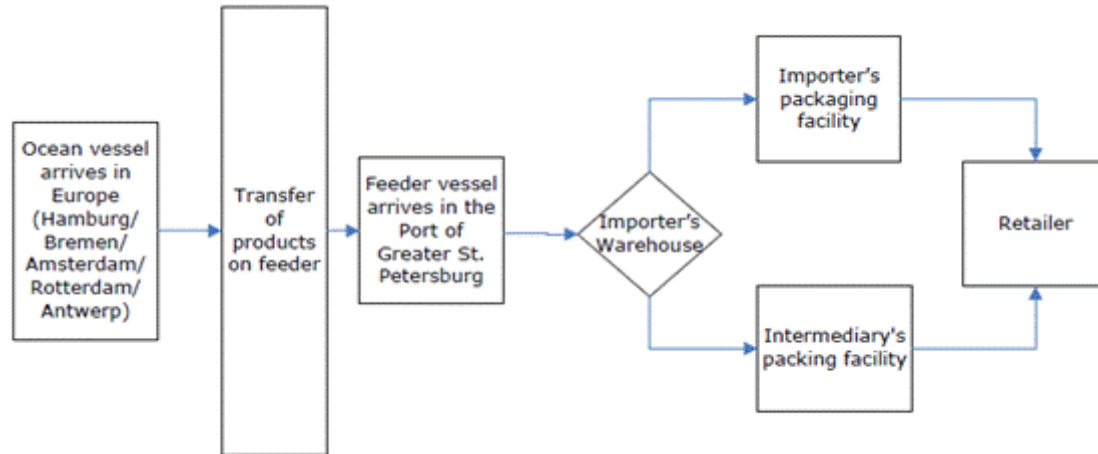 Ocean vessel
arrives in
Europe
(Hamburg/
Bremen/
Amsterdam/
Rotterdam/
Antwerp)
Transfer
of
products
on feeder
Feeder vessel
arrives in the
Port of
Greater St.
Petersburg
Importer’s
Warehouse
Importer’s
packaging
facility
Intermediary's
packing facility
Retailer